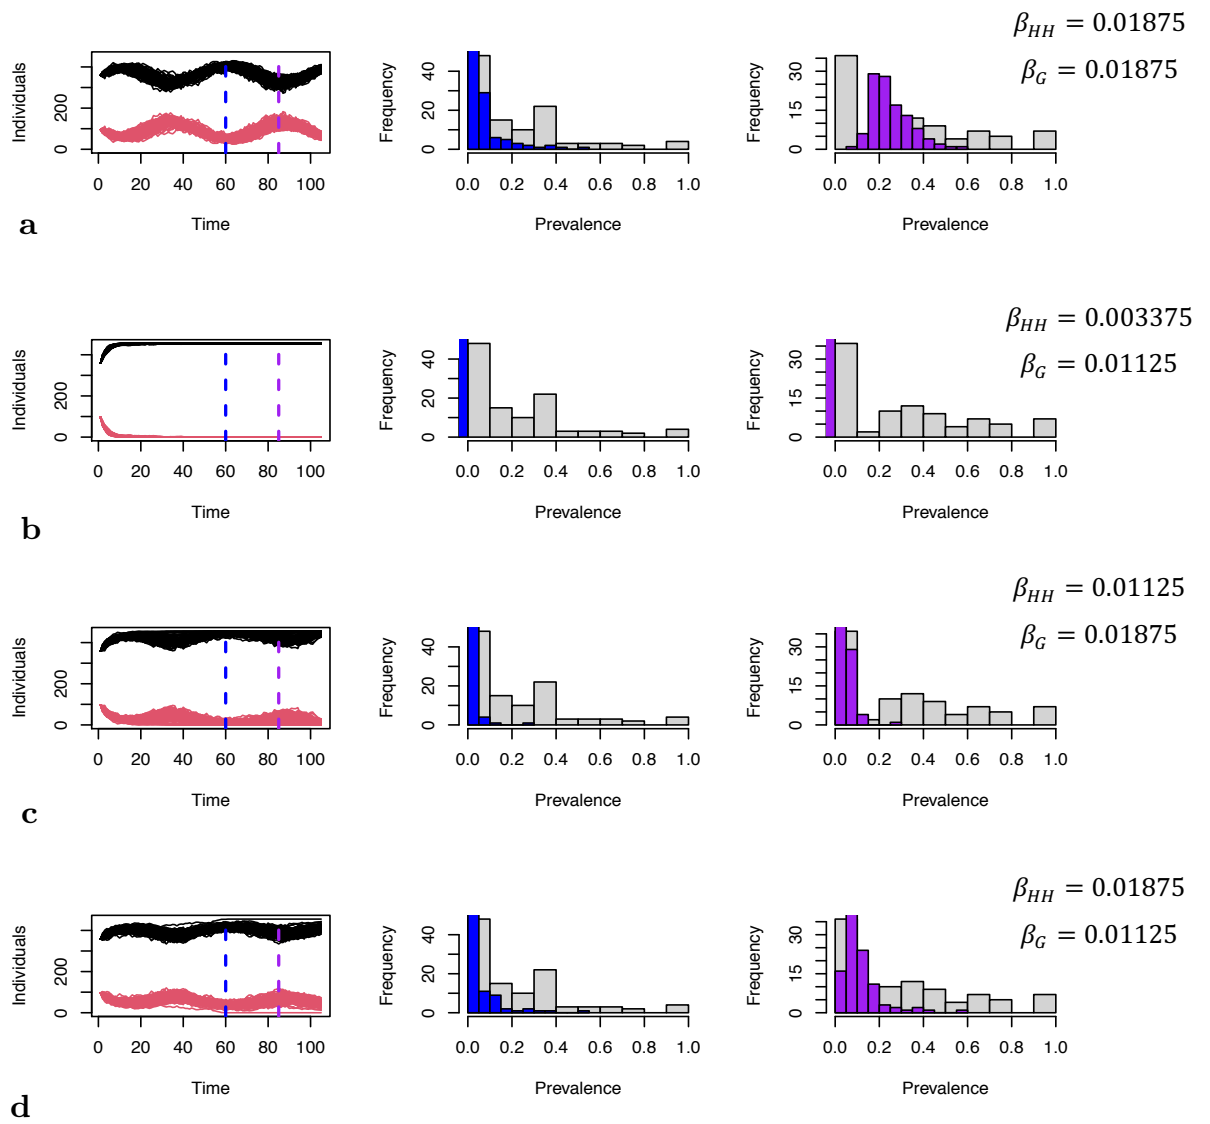 β_HH = 0.01875
β_G = 0.01875
Individuals
0 200
0 20 40 60 80 100
Time
Frequency
0 20 40
0.0 0.2 0.4 0.6 0.8 1.0
Prevalence
Frequency
0 15 30
0.0 0.2 0.4 0.6 0.8 1.0
Prevalence
a
β_HH = 0.003375
β_G = 0.01125
Individuals
0 200
0 20 40 60 80 100
Time
Frequency
0 20 40
0.0 0.2 0.4 0.6 0.8 1.0
Prevalence
Frequency
0 15 30
0.0 0.2 0.4 0.6 0.8 1.0
Prevalence
b
β_HH = 0.01125
β_G = 0.01875
Individuals
0 200
0 20 40 60 80 100
Time
Frequency
0 20 40
0.0 0.2 0.4 0.6 0.8 1.0
Prevalence
Frequency
0 15 30
0.0 0.2 0.4 0.6 0.8 1.0
Prevalence
c
β_HH = 0.01875
β_G = 0.01125
Individuals
0 200
0 20 40 60 80 100
Time
Frequency
0 20 40
0.0 0.2 0.4 0.6 0.8 1.0
Prevalence
Frequency
0 15 30
0.0 0.2 0.4 0.6 0.8 1.0
Prevalence
d